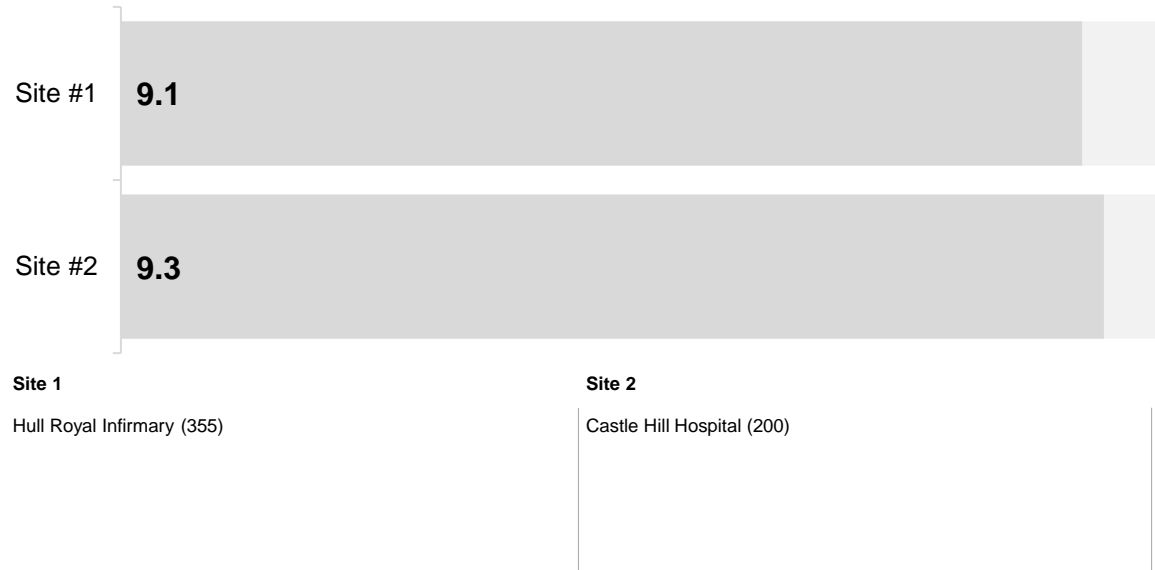 Site #1
9.1
Site #2
9.3
Site 1
Site 2
Hull Royal Infirmary (355)
Castle Hill Hospital (200)